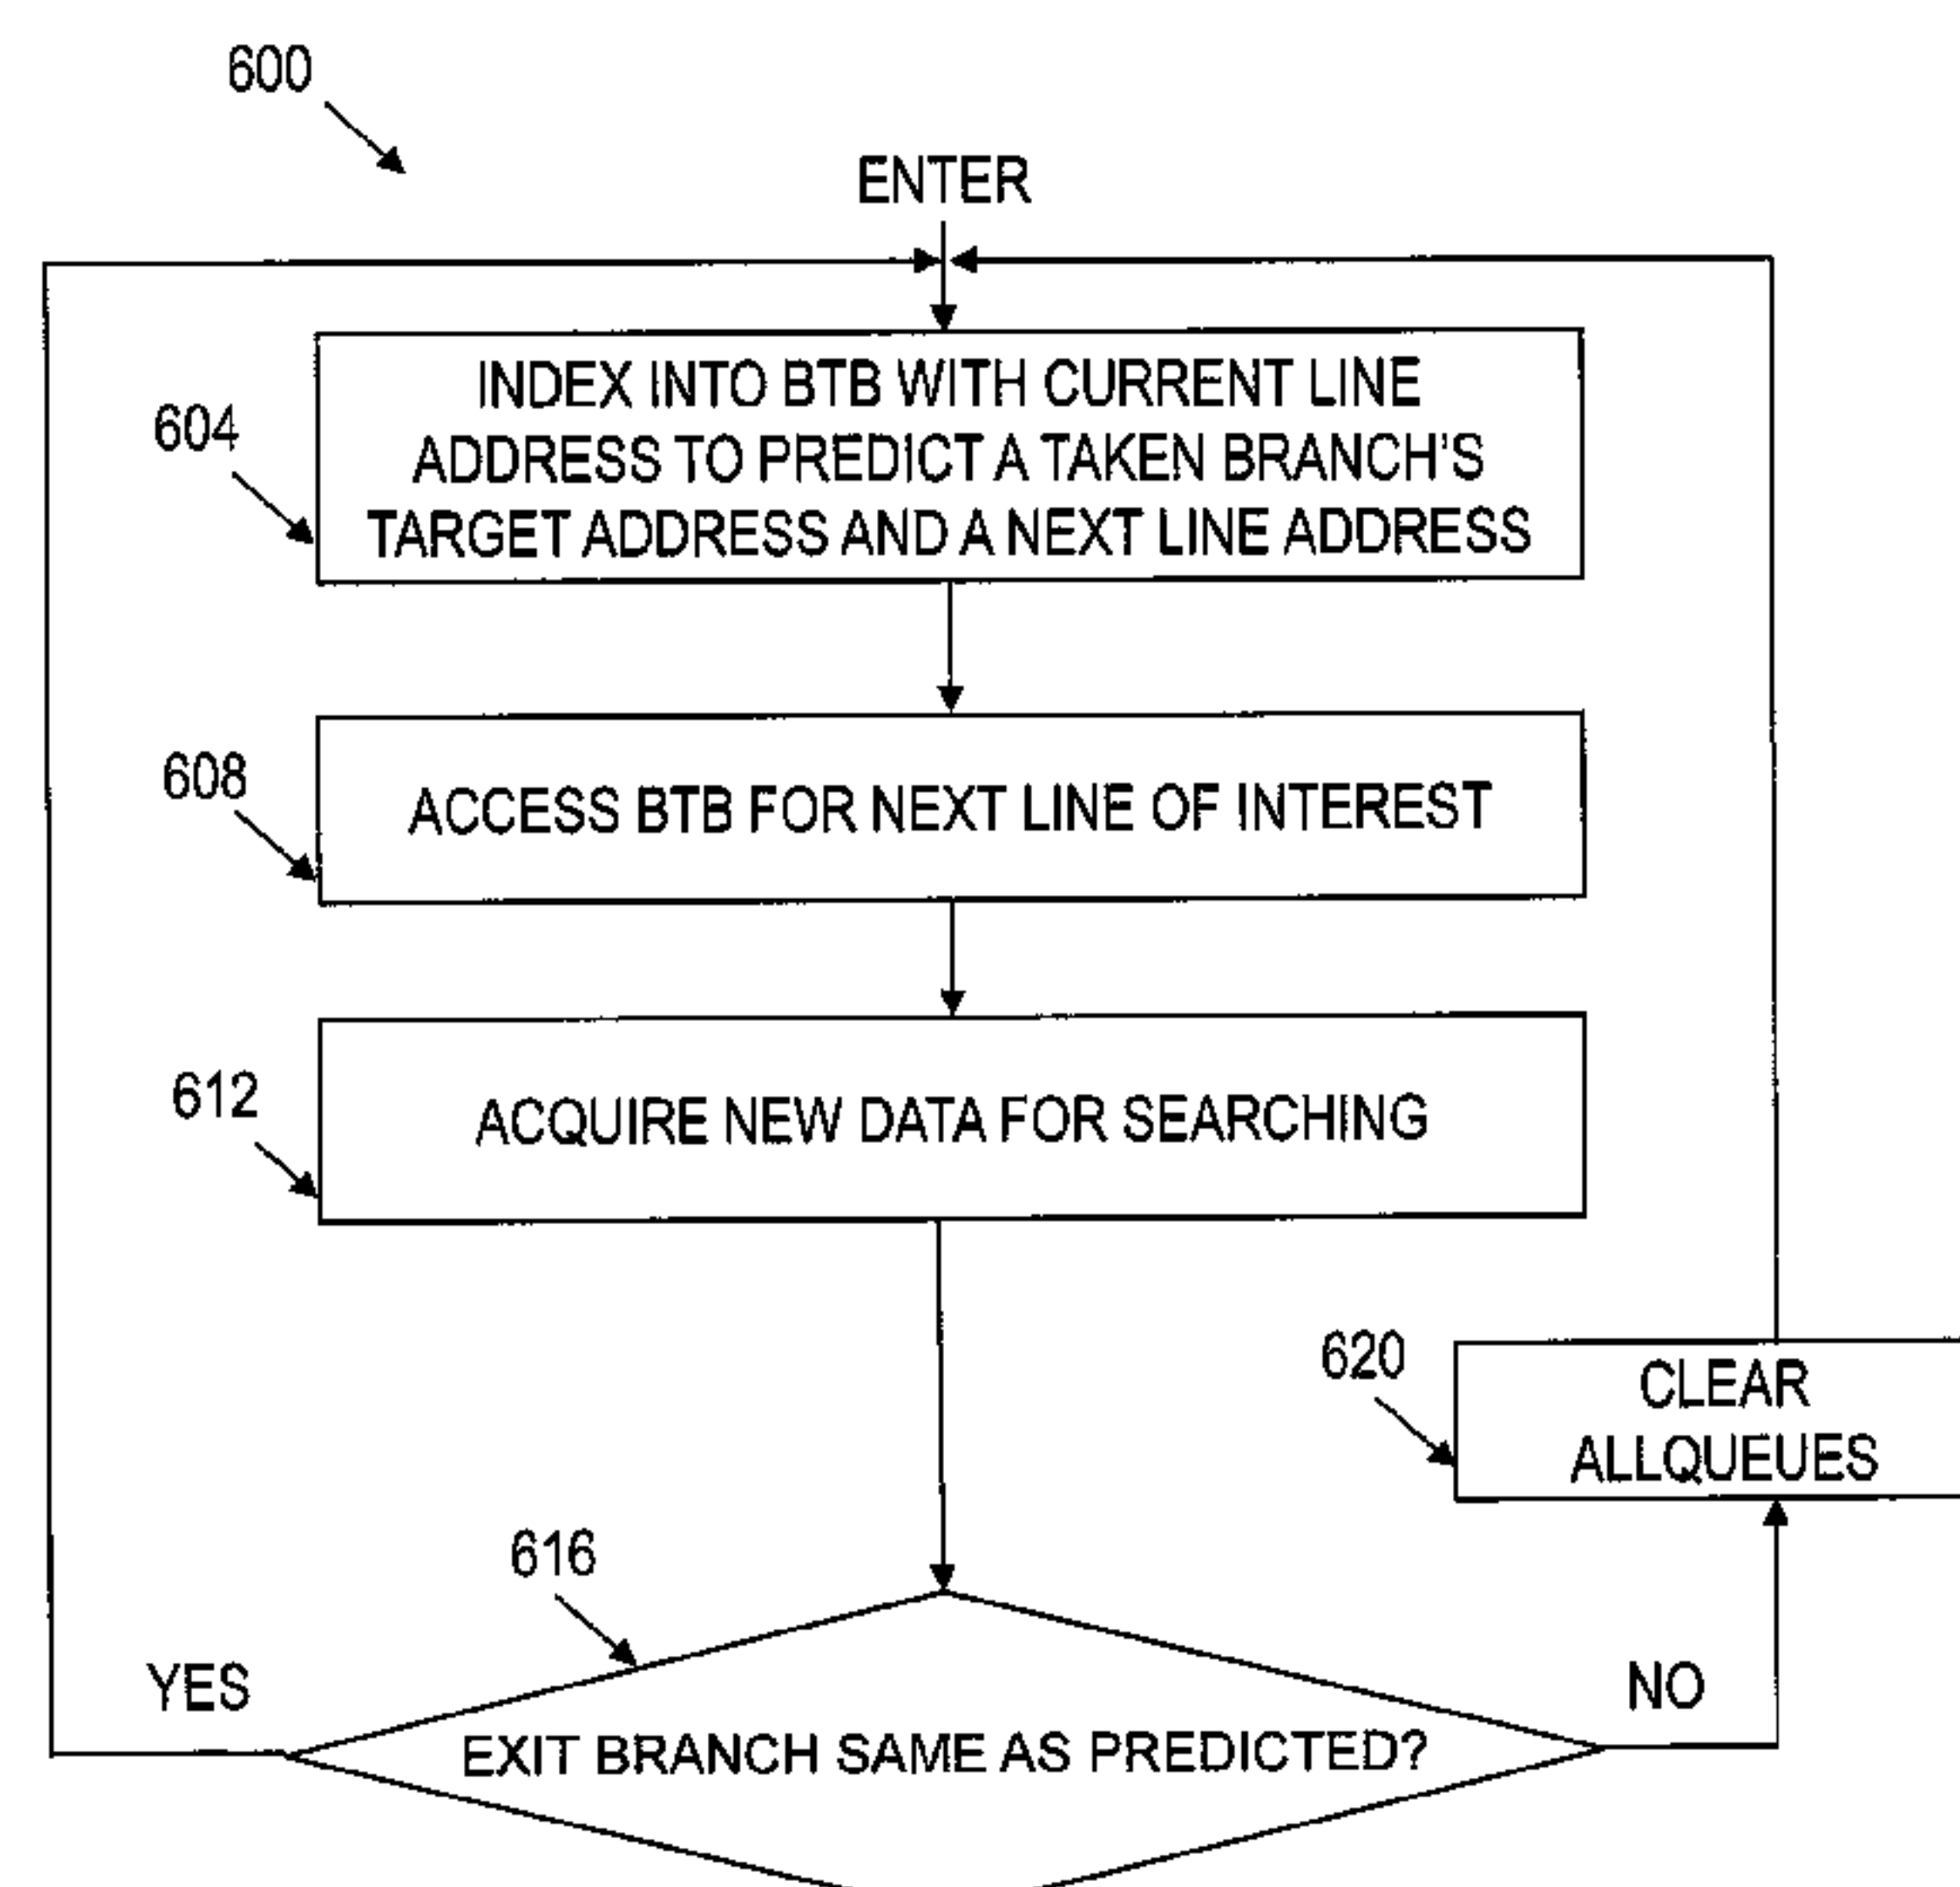 600
ENTER
604
INDEX INTO BTB WITH CURRENT LINE
ADDRESS TO PREDICT A TAKEN BRANCH'S
TARGET ADDRESS AND A NEXT LINE ADDRESS
608
ACCESS BTB FOR NEXT LINE OF INTEREST
612
ACQUIRE NEW DATA FOR SEARCHING
620
CLEAR
ALLQUEUES
616
YES
NO
EXIT BRANCH SAME AS PREDICTED?